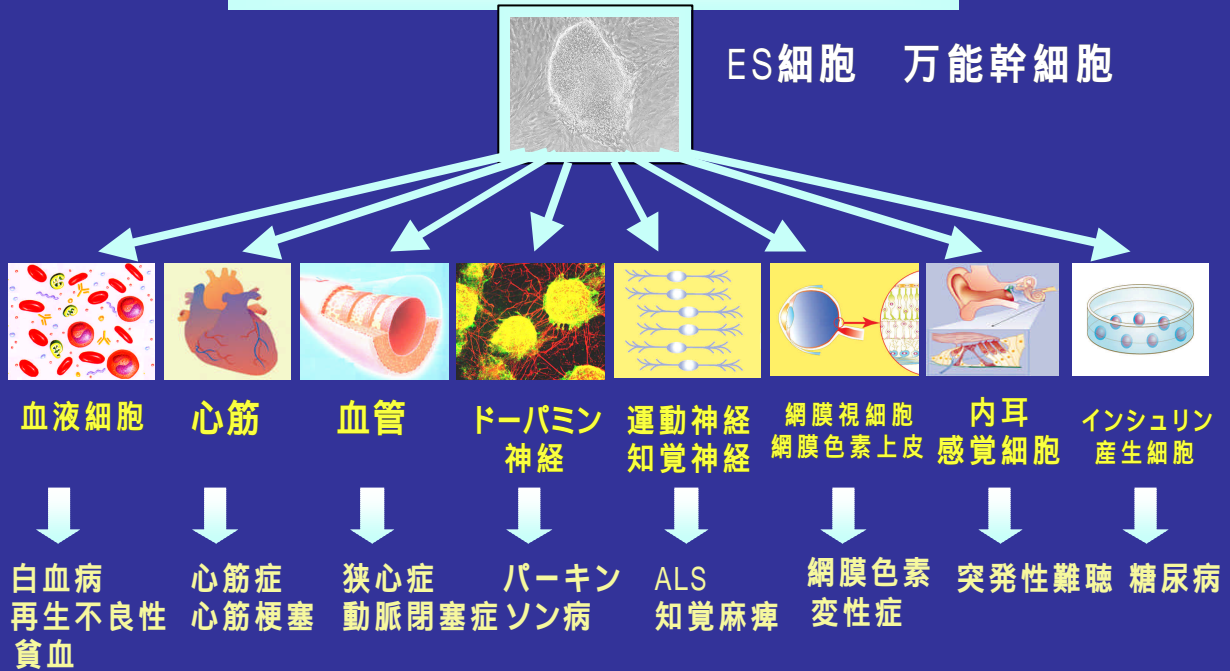 ES細胞　万能幹細胞
血液細胞
心筋
血管
ドーパミン
神経
運動神経
知覚神経
網膜視細胞
網膜色素上皮
内耳
感覚細胞
インシュリン
産生細胞
白血病
再生不良性
貧血
心筋症
心筋梗塞
狭心症
動脈閉塞症
パーキン
ソン病
ALS
知覚麻痺
網膜色素
変性症
突発性難聴
糖尿病